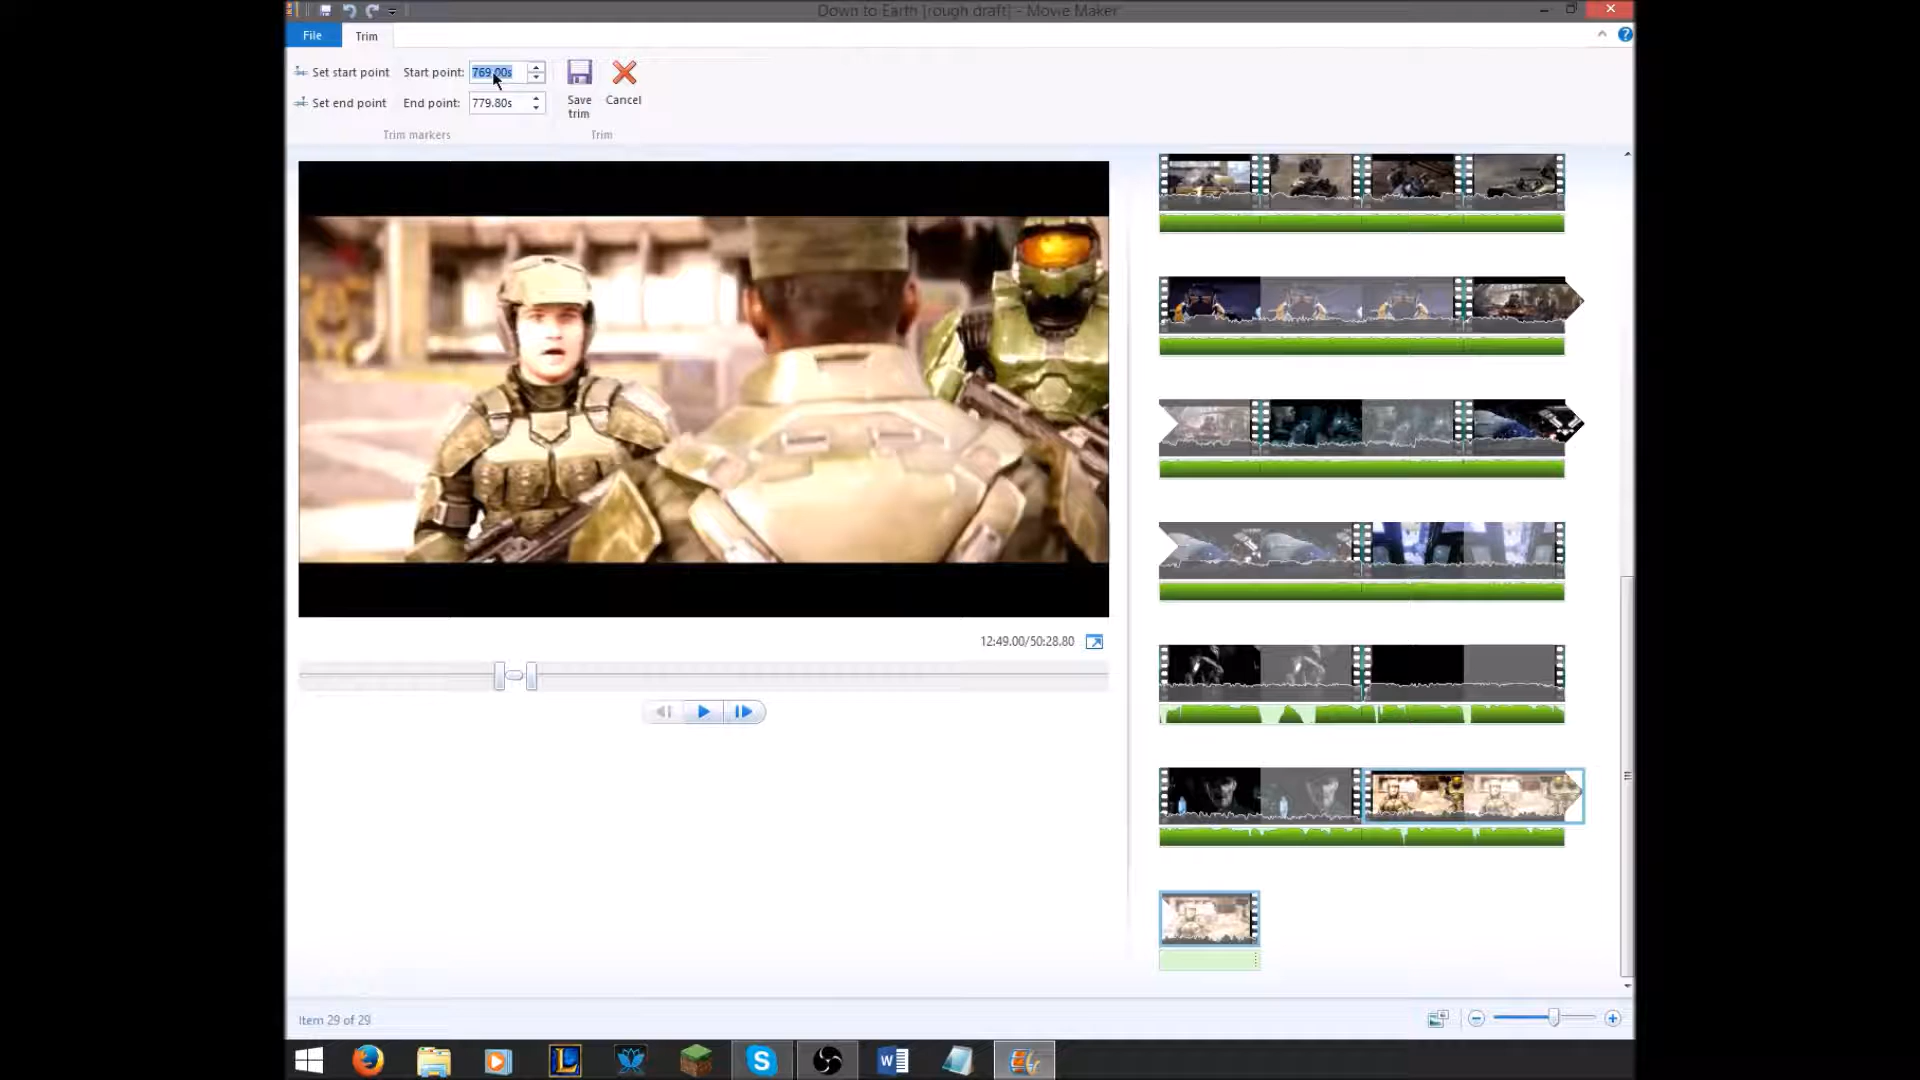 Down to Earth [rough draft] - Movie Maker
File
Trim
Set start point
Start point:
769.00s
Set end point
End point:
779.80s
Save trim
Cancel
Trim markers
Trim
12:49.00/50:28.80
Item 29 of 29